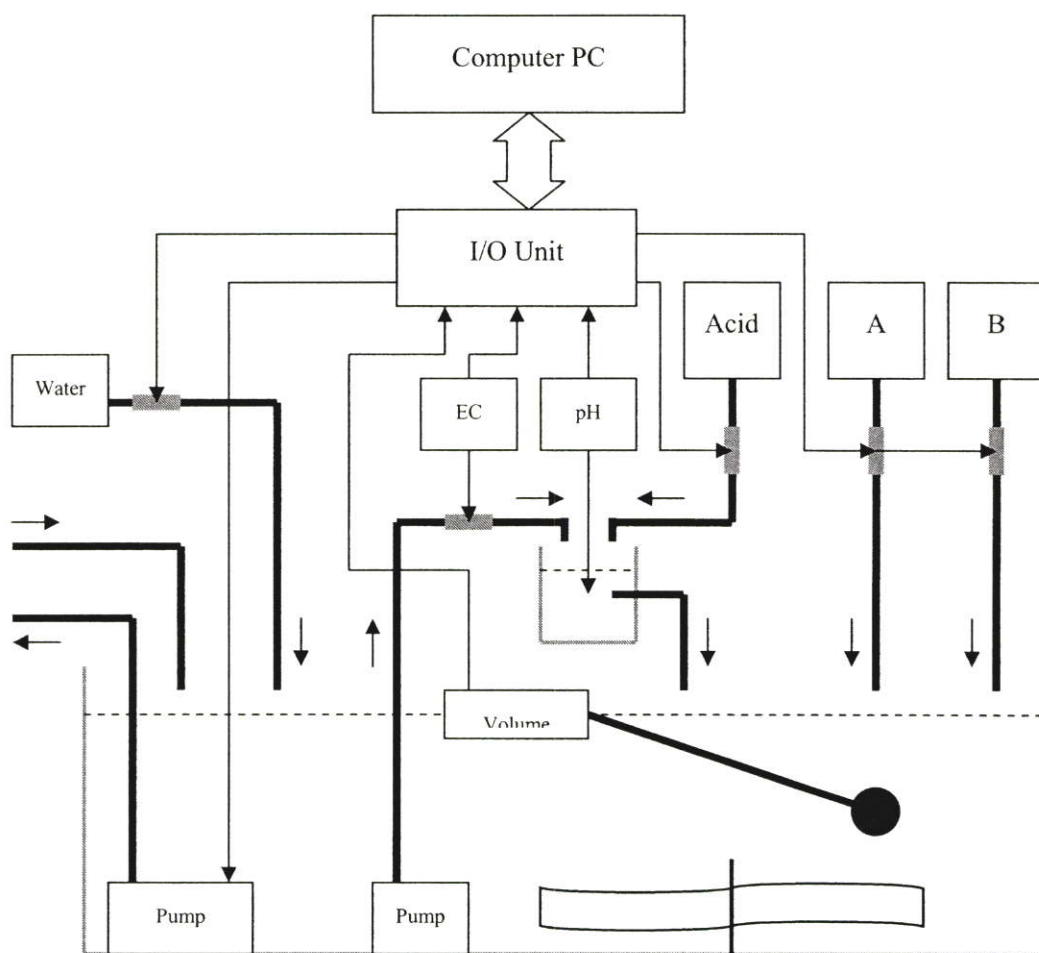 Computer PC
I/O Unit
Acid
A
B
Water
EC
pH
Volume
Pump
Pump